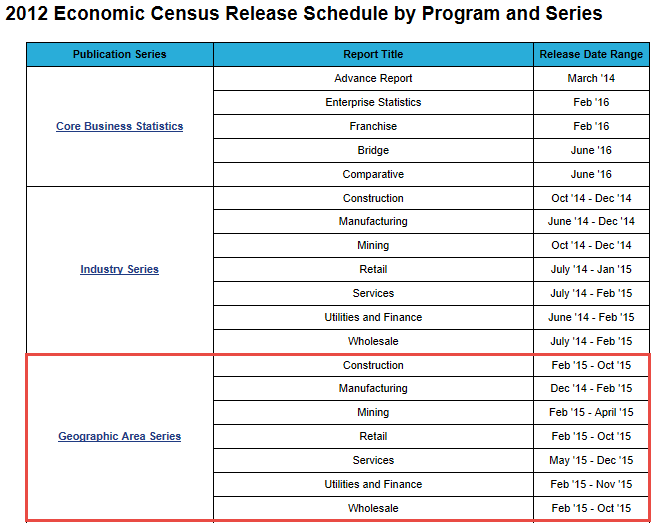 2012 Economic Census Release Schedule by Program and Series
Publication Series Report Title Release Date Range
Core Business Statistics
Advance Report March '14
Enterprise Statistics Feb '16
Franchise Feb '16
Bridge June '16
Comparative June '16
Industry Series
Construction Oct '14 - Dec '14
Manufacturing June '14 - Dec '14
Mining Oct '14 - Dec '14
Retail July '14 - Jan '15
Services July '14 - Feb '15
Utilities and Finance June '14 - Feb '15
Wholesale July '14 - Feb '15
Geographic Area Series
Construction Feb '15 - Oct '15
Manufacturing Dec '14 - Feb '15
Mining Feb '15 - April '15
Retail Feb '15 - Oct '15
Services May '15 - Dec '15
Utilities and Finance Feb '15 - Nov '15
Wholesale Feb '15 - Oct '15